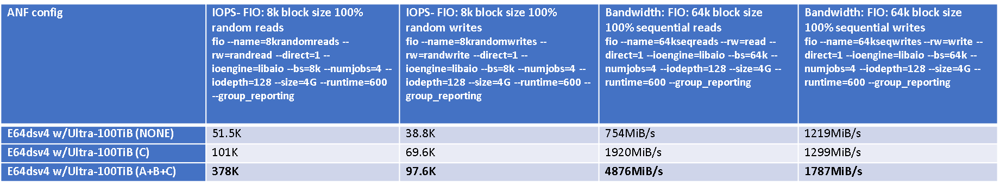 ANF config
IOPS- FIO: 8k block size 100%
random reads
fio --name=8krandomreads --
rw=randread --direct=1 --
ioengine=libaio --bs=8k --numjobs=4 --
iodepth=128 --size=4G --runtime=600
--group_reporting
IOPS- FIO: 8k block size 100%
random writes
fio --name=8krandomwrites --
rw=randwrite --direct=1 --
ioengine=libaio --bs=8k --numjobs=4 --
iodepth=128 --size=4G --runtime=600 --
group_reporting
Bandwidth: FIO: 64k block size
100% sequential reads
fio --name=64kseqreads --rw=read --
direct=1 --ioengine=libaio --bs=64k --
numjobs=4 --iodepth=128 --size=4G --
runtime=600 --group_reporting
Bandwidth: FIO: 64k block size
100% sequential writes
fio --name=64kseqwrites --rw=write --
direct=1 --ioengine=libaio --bs=64k --
numjobs=4 --iodepth=128 --size=4G --
runtime=600 --group_reporting
E64dsv4 w/Ultra-100TiB (NONE) 51.5K 38.8K 754MiB/s 1219MiB/s
E64dsv4 w/Ultra-100TiB (C) 101K 69.6K 1920MiB/s 1299MiB/s
E64dsv4 w/Ultra-100TiB (A+B+C) 378K 97.6K 4876MiB/s 1787MiB/s